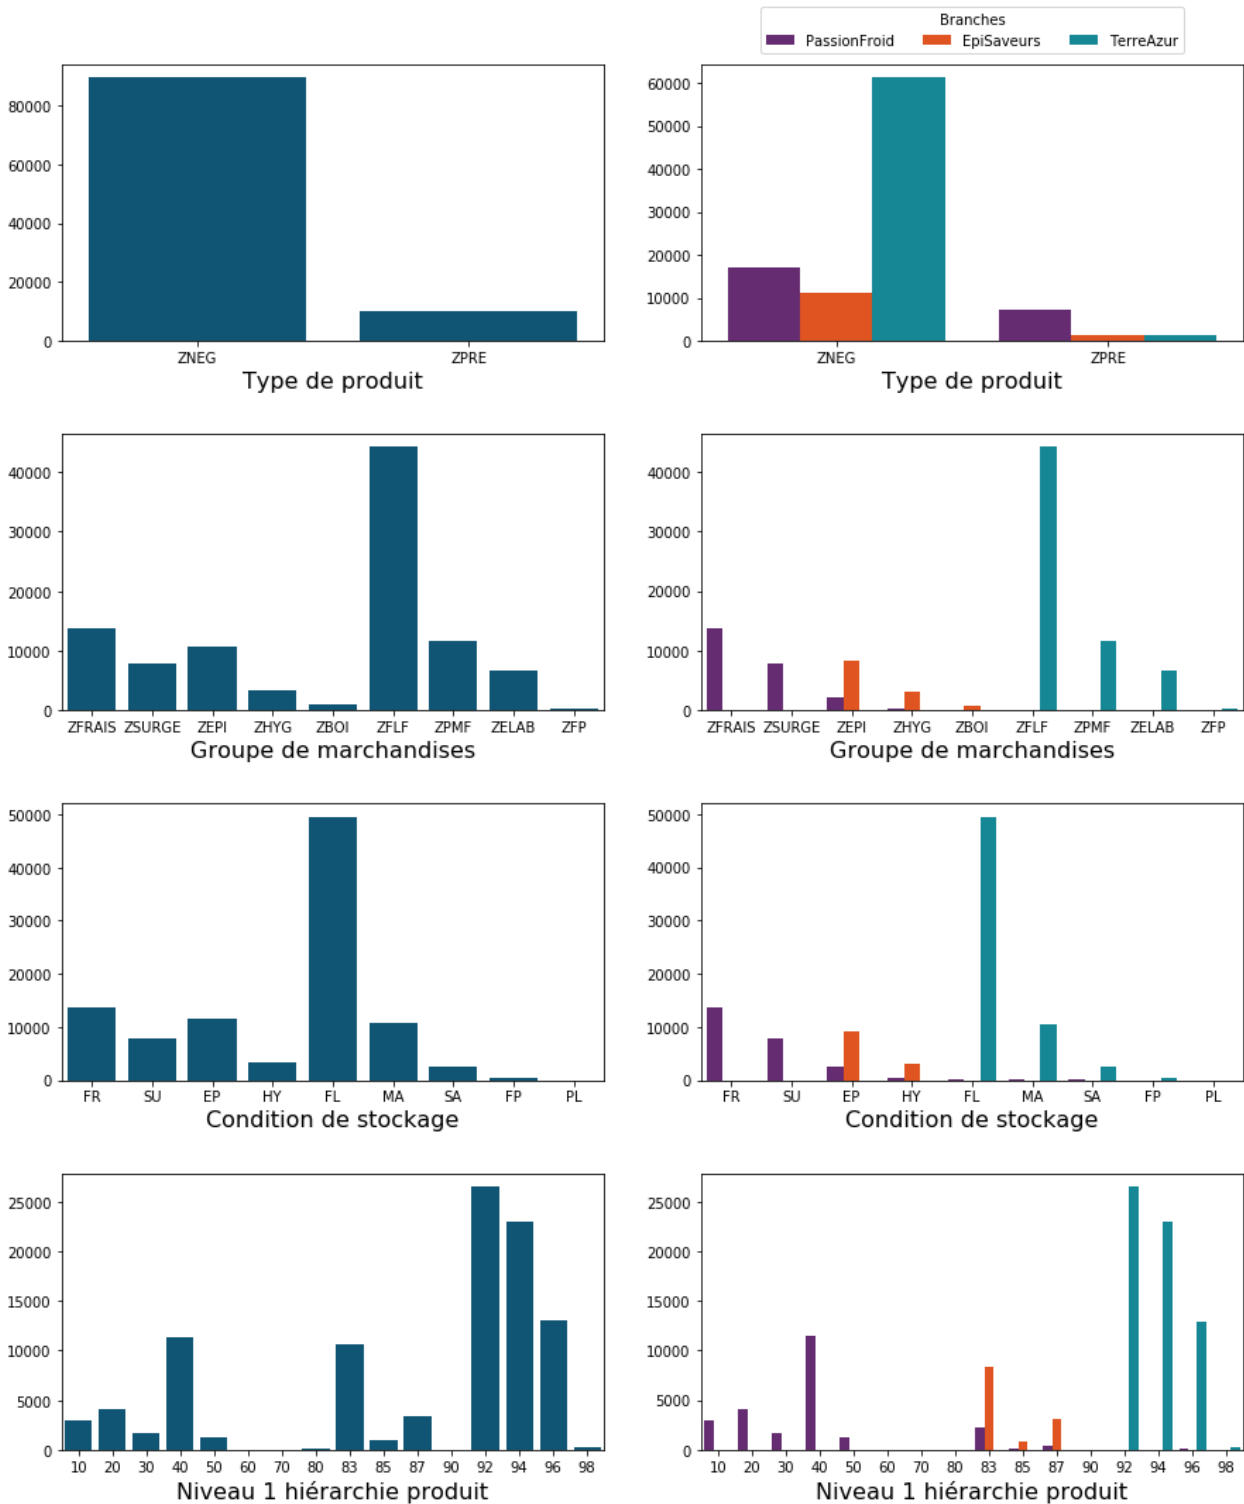 Branches
PassionFroid EpiSaveurs TerreAzur
80000
60000
40000
20000
0
ZNEG ZPRE
Type de produit
60000
50000
40000
30000
20000
10000
0
ZNEG ZPRE
Type de produit
40000
30000
20000
10000
0
ZFRAIS ZSURGE ZEPI ZHYG ZBOI ZFLF ZPMF ZELAB ZFP
Groupe de marchandises
40000
30000
20000
10000
0
ZFRAIS ZSURGE ZEPI ZHYG ZBOI ZFLF ZPMF ZELAB ZFP
Groupe de marchandises
50000
40000
30000
20000
10000
0
FR SU EP HY FL MA SA FP PL
Condition de stockage
50000
40000
30000
20000
10000
0
FR SU EP HY FL MA SA FP PL
Condition de stockage
25000
20000
15000
10000
5000
0
10 20 30 40 50 60 70 80 83 85 87 90 92 94 96 98
Niveau 1 hiérarchie produit
25000
20000
15000
10000
5000
0
10 20 30 40 50 60 70 80 83 85 87 90 92 94 96 98
Niveau 1 hiérarchie produit